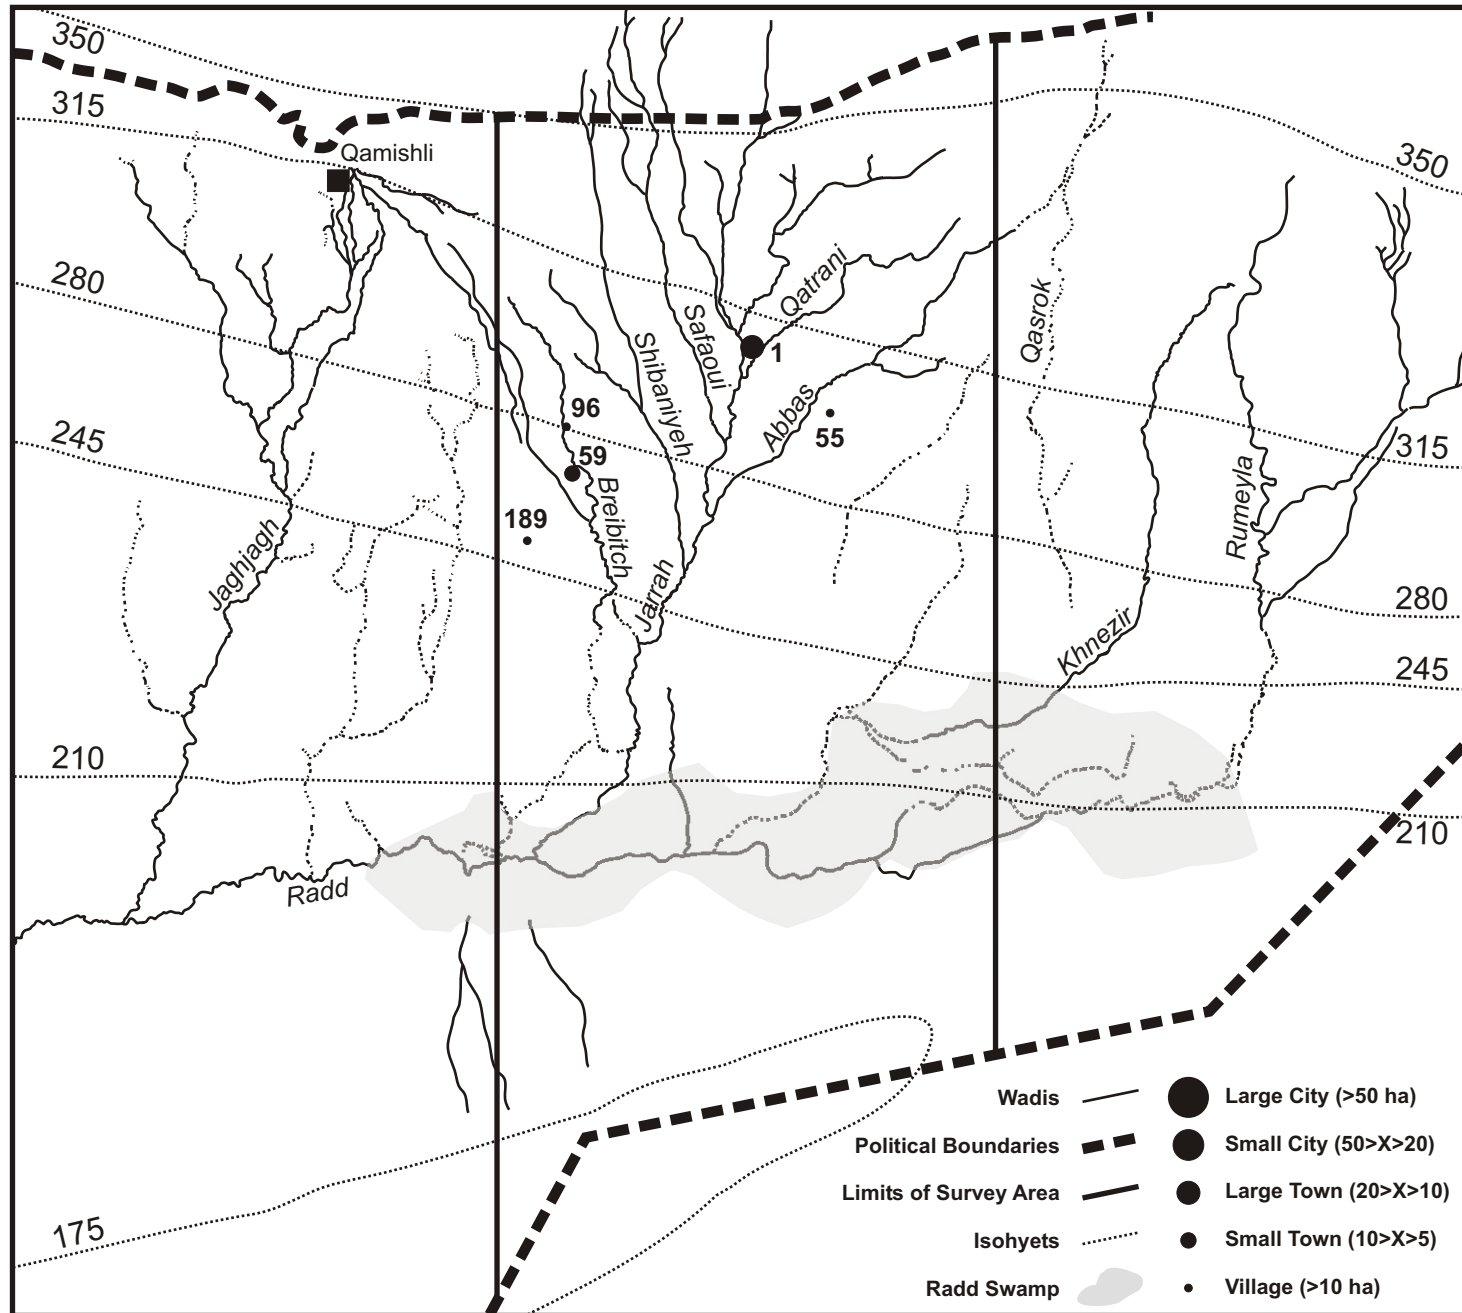 350
315
Qamishli
350
280
Qasrok
Qatrani
Safaoui
Shibaniyeh
1
Abbas
96
55
245
59
315
189
Breibitch
Rumeyla
Jaghjagh
Jarrah
280
Khnezir
245
210
210
Radd
175
Wadis
Large City (>50 ha)
Political Boundaries
Small City (50>X>20)
Limits of Survey Area
Large Town (20>X>10)
Isohyets
Small Town (10>X>5)
Radd Swamp
Village (>10 ha)